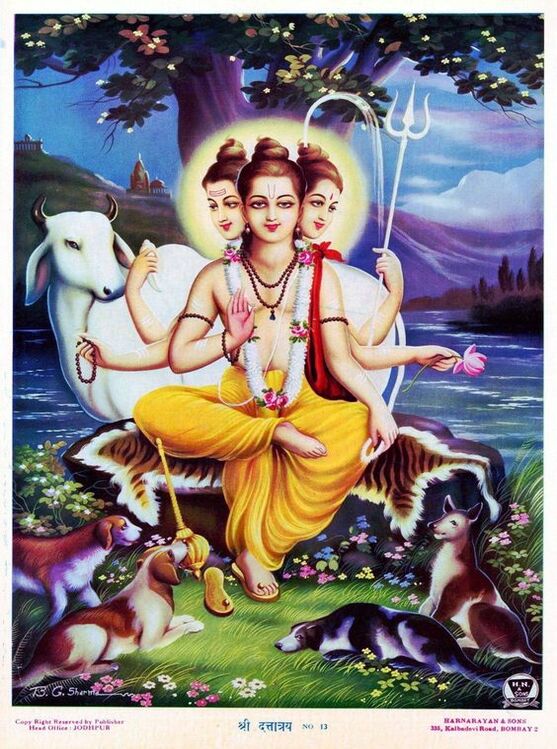 B. G. Sharma
H.N.
& SONS
BOMBAY
Copy Right Reserved by Publisher
Head Office : JODHPUR
श्री दत्तात्रय NO 13
HARNARAYAN & SONS
335, Kalbadevi Road, BOMBAY 2